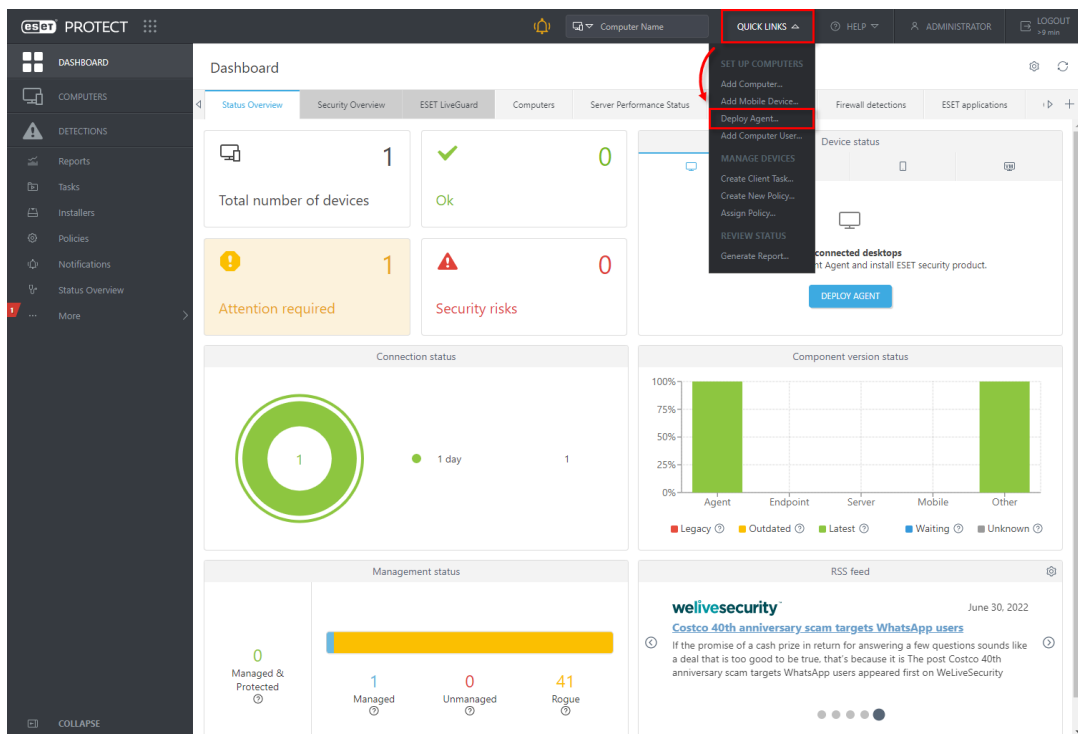 eset PROTECT
Computer Name
QUICK LINKS
HELP
ADMINISTRATOR
LOGOUT
>9 min
DASHBOARD
COMPUTERS
DETECTIONS
Reports
Tasks
Installers
Policies
Notifications
Status Overview
1
More
COLLAPSE
Dashboard
SET UP COMPUTERS
Add Computer...
Add Mobile Device...
Deploy Agent...
Add Computer User...
MANAGE DEVICES
Create Client Task...
Create New Policy...
Assign Policy...
REVIEW STATUS
Generate Report...
Status Overview
Security Overview
ESET LiveGuard
Computers
Server Performance Status
Firewall detections
ESET applications
1
Total number of devices
0
Ok
1
Attention required
0
Security risks
Device status
connected desktops
nt Agent and install ESET security product.
DEPLOY AGENT
Connection status
1
1 day
1
Component version status
100%
75%
50%
25%
0%
Agent
Endpoint
Server
Mobile
Other
Legacy
Outdated
Latest
Waiting
Unknown
Management status
0
Managed &
Protected
1
Managed
0
Unmanaged
41
Rogue
RSS feed
welivesecurity
June 30, 2022
Costco 40th anniversary scam targets WhatsApp users
If the promise of a cash prize in return for answering a few questions sounds like
a deal that is too good to be true, that's because it is The post Costco 40th
anniversary scam targets WhatsApp users appeared first on WeLiveSecurity